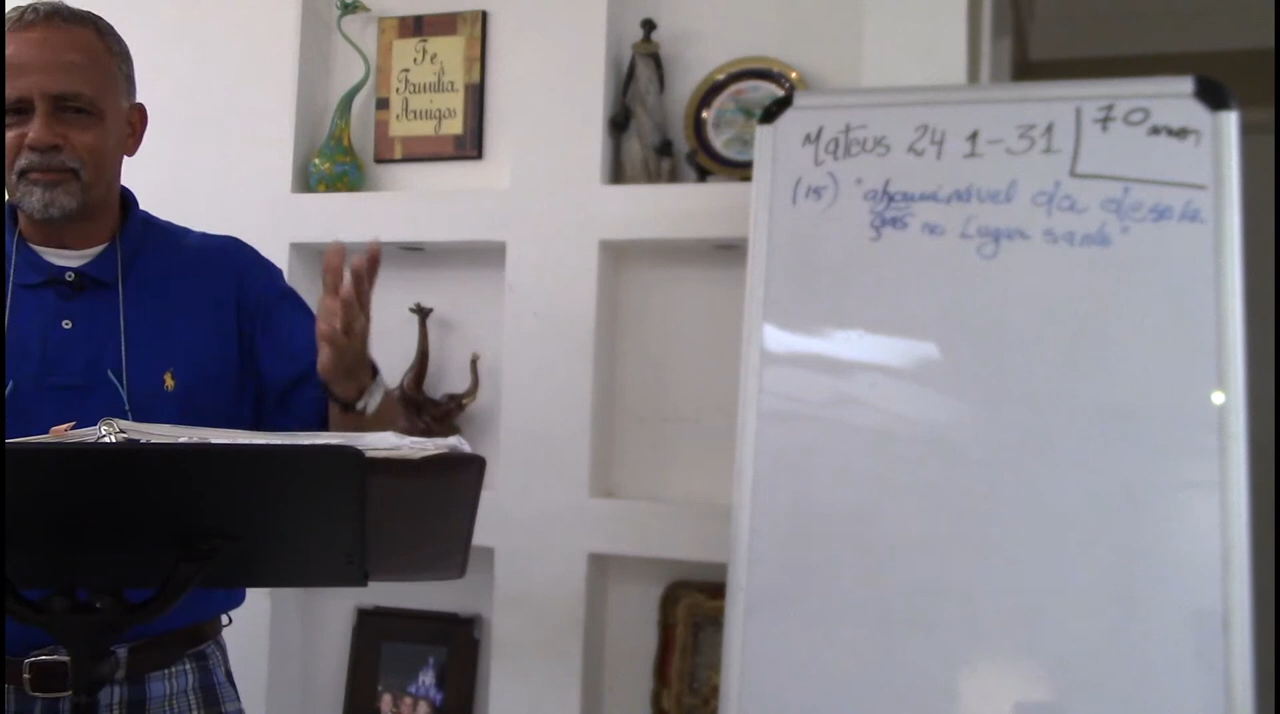 Fé,
Família,
Amigos
Mateus 24 1-31
70 anos
(15) "abominável da desola
ção no Lugar santo"